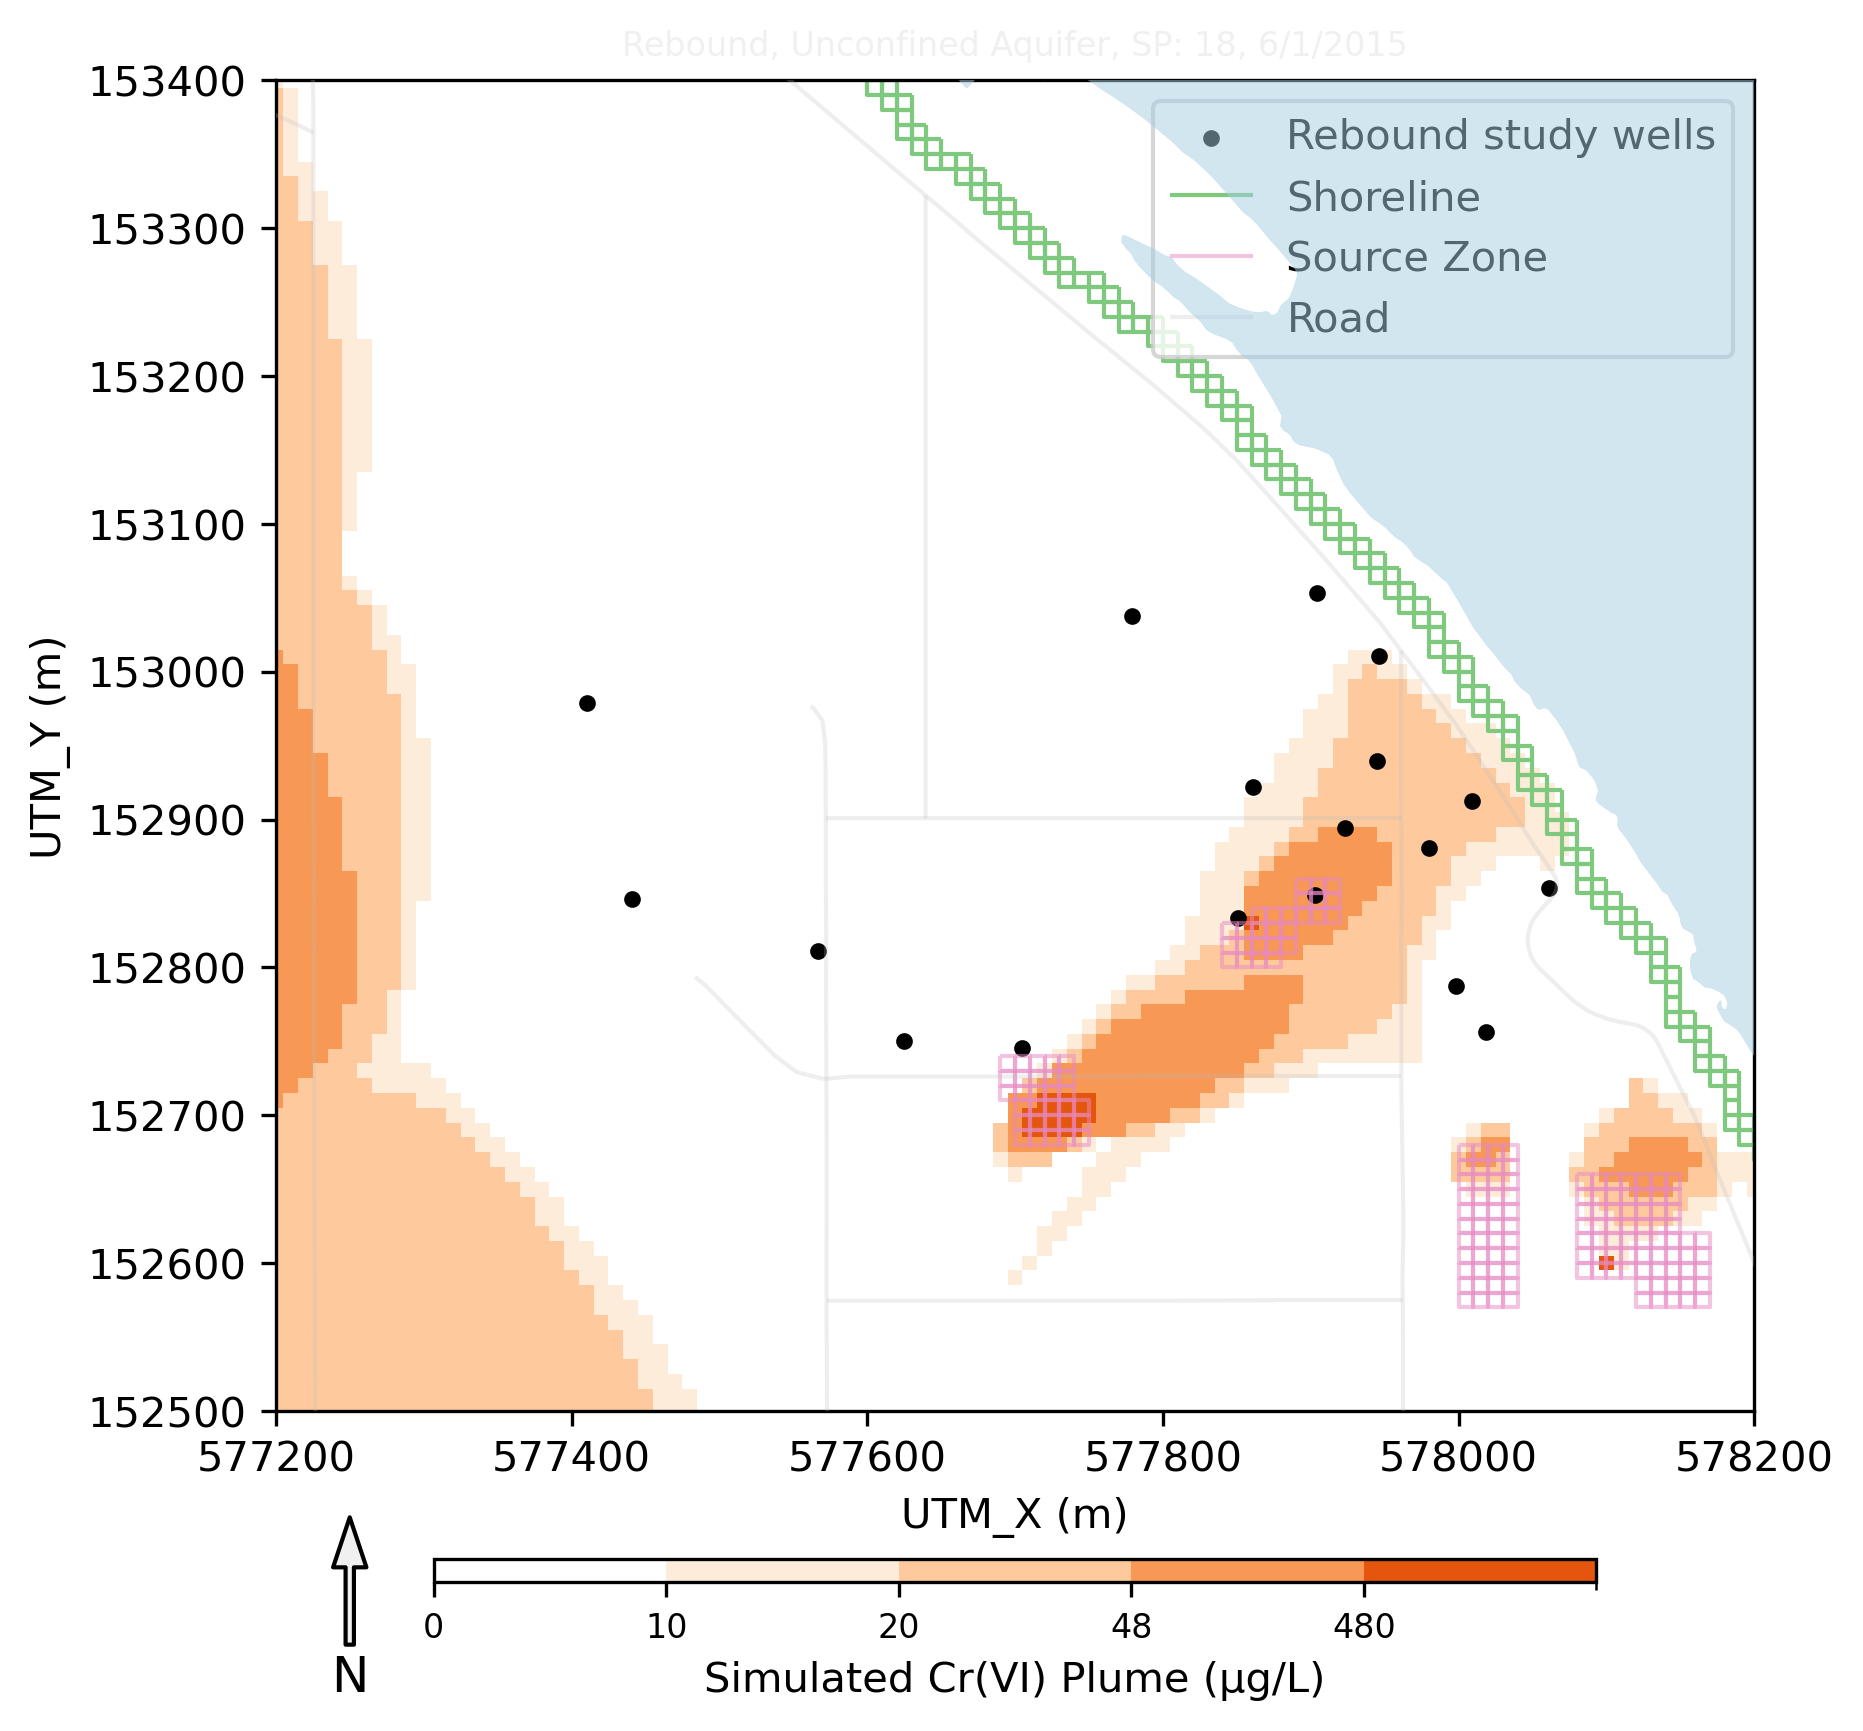 Rebound, Unconfined Aquifer, SP: 18, 6/1/2015
153400
153300
153200
153100
153000
152900
152800
152700
152600
152500
UTM_Y (m)
Rebound study wells
Shoreline
Source Zone
Road
577200 577400 577600 577800 578000 578200
UTM_X (m)
N
0 10 20 48 480
Simulated Cr(VI) Plume (μg/L)